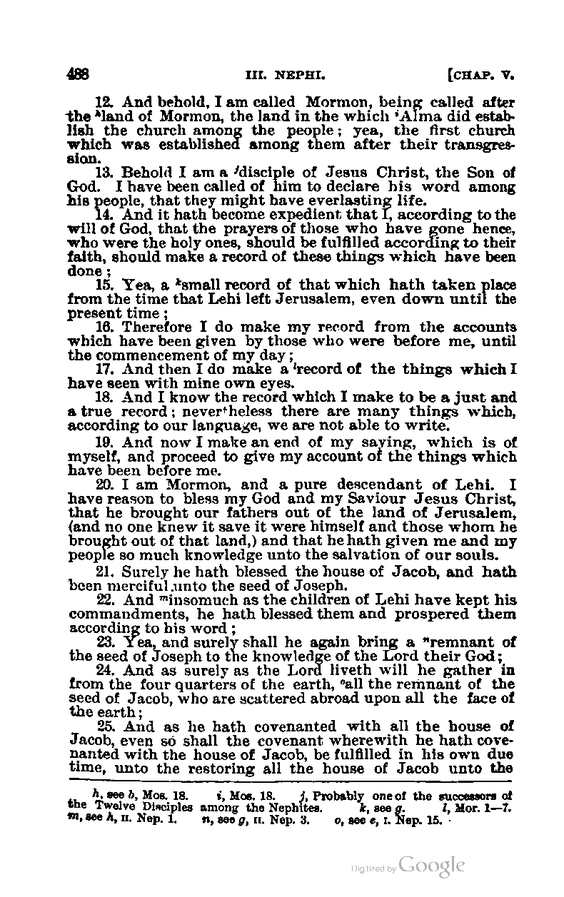 488 III. NEPHI. [CHAP. V.
12. And behold, I am called Mormon, being called after
the hland of Mormon, the land in the which iAlma did estab-
lish the church among the people; yea, the first church
which was established among them after their transgres-
sion.
13. Behold I am a jdisciple of Jesus Christ, the Son of
God. I have been called of him to declare his word among
his people, that they might have everlasting life.
14. And it hath become expedient that I, according to the
will of God, that the prayers of those who have gone hence,
who were the holy ones, should be fulfilled according to their
faith, should make a record of these things which have been
done;
15. Yea, a ksmall record of that which hath taken place
from the time that Lehi left Jerusalem, even down until the
present time;
16. Therefore I do make my record from the accounts
which have been given by those who were before me, until
the commencement of my day;
17. And then I do make a lrecord of the things which I
have seen with mine own eyes.
18. And I know the record which I make to be a just and
a true record; nevertheless there are many things which,
according to our language, we are not able to write.
19. And now I make an end of my saying, which is of
myself, and proceed to give my account of the things which
have been before me.
20. I am Mormon, and a pure descendant of Lehi. I
have reason to bless my God and my Saviour Jesus Christ,
that he brought our fathers out of the land of Jerusalem,
(and no one knew it save it were himself and those whom he
brought out of that land,) and that he hath given me and my
people so much knowledge unto the salvation of our souls.
21. Surely he hath blessed the house of Jacob, and hath
been merciful unto the seed of Joseph.
22. And minsomuch as the children of Lehi have kept his
commandments, he hath blessed them and prospered them
according to his word;
23. Yea, and surely shall he again bring a nremnant of
the seed of Joseph to the knowledge of the Lord their God;
24. And as surely as the Lord liveth will he gather in
from the four quarters of the earth, oall the remnant of the
seed of Jacob, who are scattered abroad upon all the face of
the earth;
25. And as he hath covenanted with all the house of
Jacob, even so shall the covenant wherewith he hath cove-
nanted with the house of Jacob, be fulfilled in his own due
time, unto the restoring all the house of Jacob unto the
h, see b, Mos. 18. i, Mos. 18. j, Probably one of the successors of
the Twelve Disciples among the Nephites. k, see g. l, Mor. 1—7.
m, see h, II. Nep. 1. n, see g, II. Nep. 3. o, see e, I. Nep. 15.
Digitized by Google